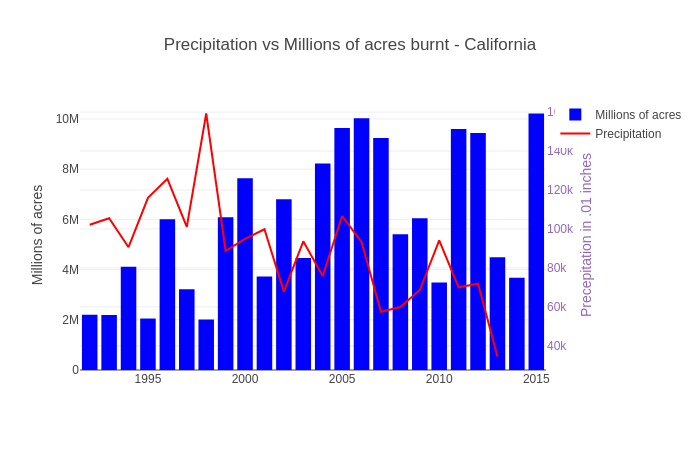 Precipitation vs Millions of acres burnt - California
Millions of acres
Precipitation
10M
8M
6M
4M
2M
0
Millions of acres
140k
120k
100k
80k
60k
40k
Precepitation in .01 inches
1995
2000
2005
2010
2015